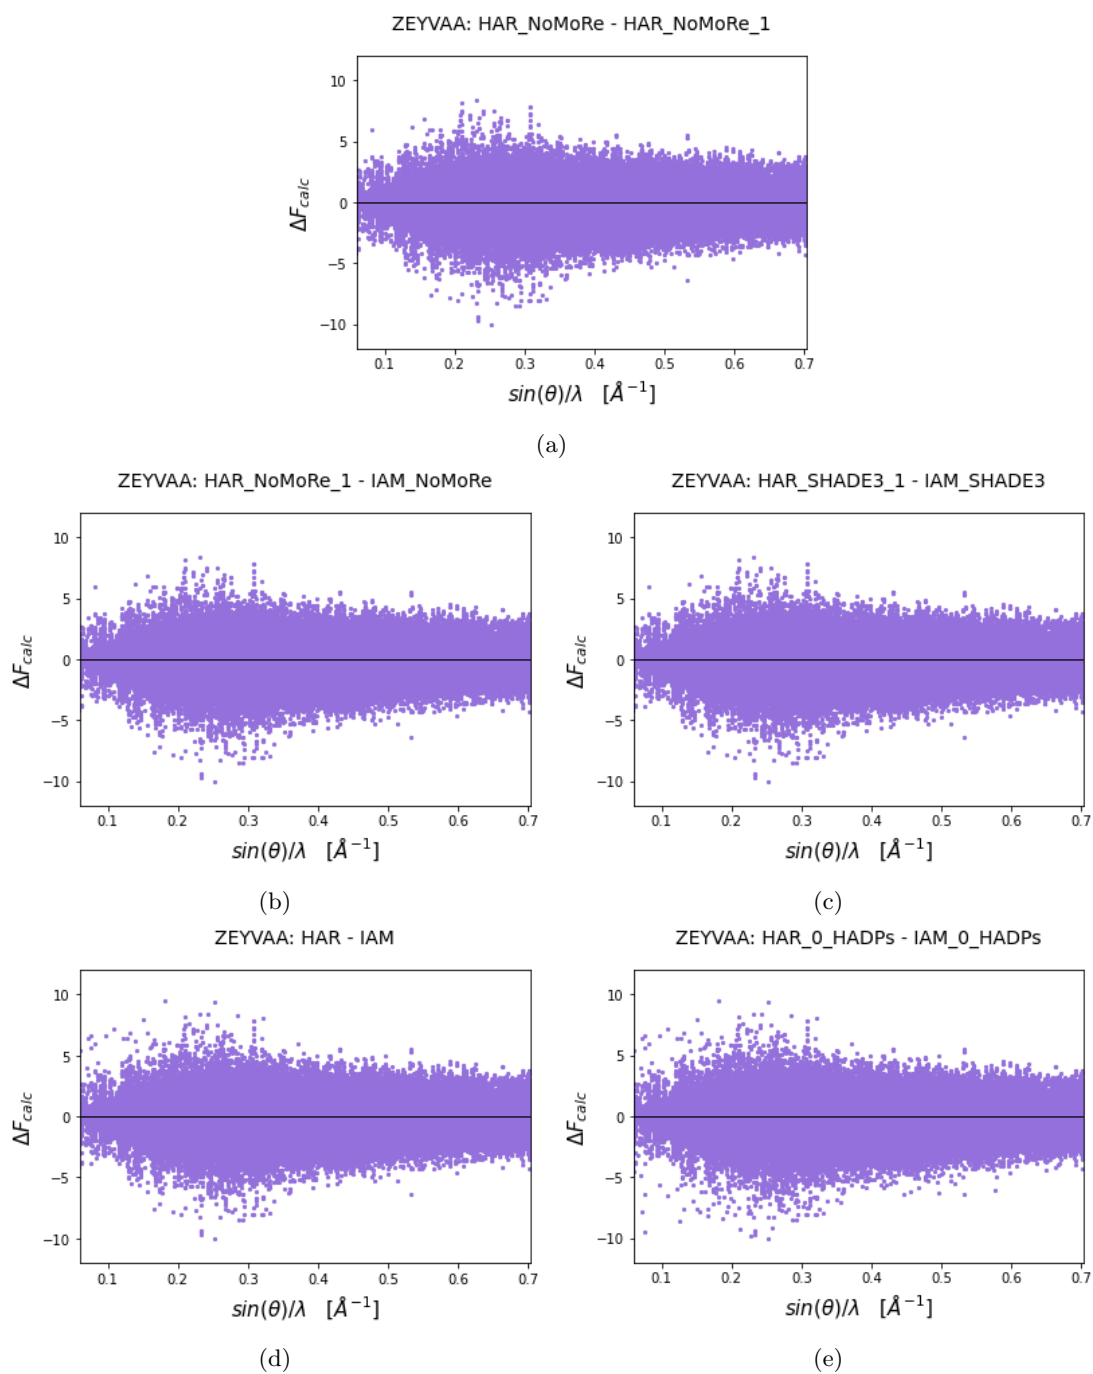 ZEYVAA: HAR_NoMoRe - HAR_NoMoRe_1
10
5
0
−5
−10
ΔF_calc
0.1 0.2 0.3 0.4 0.5 0.6 0.7
sin(θ)/λ [Å⁻¹]
(a)
ZEYVAA: HAR_NoMoRe_1 - IAM_NoMoRe
10
5
0
−5
−10
ΔF_calc
0.1 0.2 0.3 0.4 0.5 0.6 0.7
sin(θ)/λ [Å⁻¹]
(b)
ZEYVAA: HAR_SHADE3_1 - IAM_SHADE3
10
5
0
−5
−10
ΔF_calc
0.1 0.2 0.3 0.4 0.5 0.6 0.7
sin(θ)/λ [Å⁻¹]
(c)
ZEYVAA: HAR - IAM
10
5
0
−5
−10
ΔF_calc
0.1 0.2 0.3 0.4 0.5 0.6 0.7
sin(θ)/λ [Å⁻¹]
(d)
ZEYVAA: HAR_0_HADPs - IAM_0_HADPs
10
5
0
−5
−10
ΔF_calc
0.1 0.2 0.3 0.4 0.5 0.6 0.7
sin(θ)/λ [Å⁻¹]
(e)